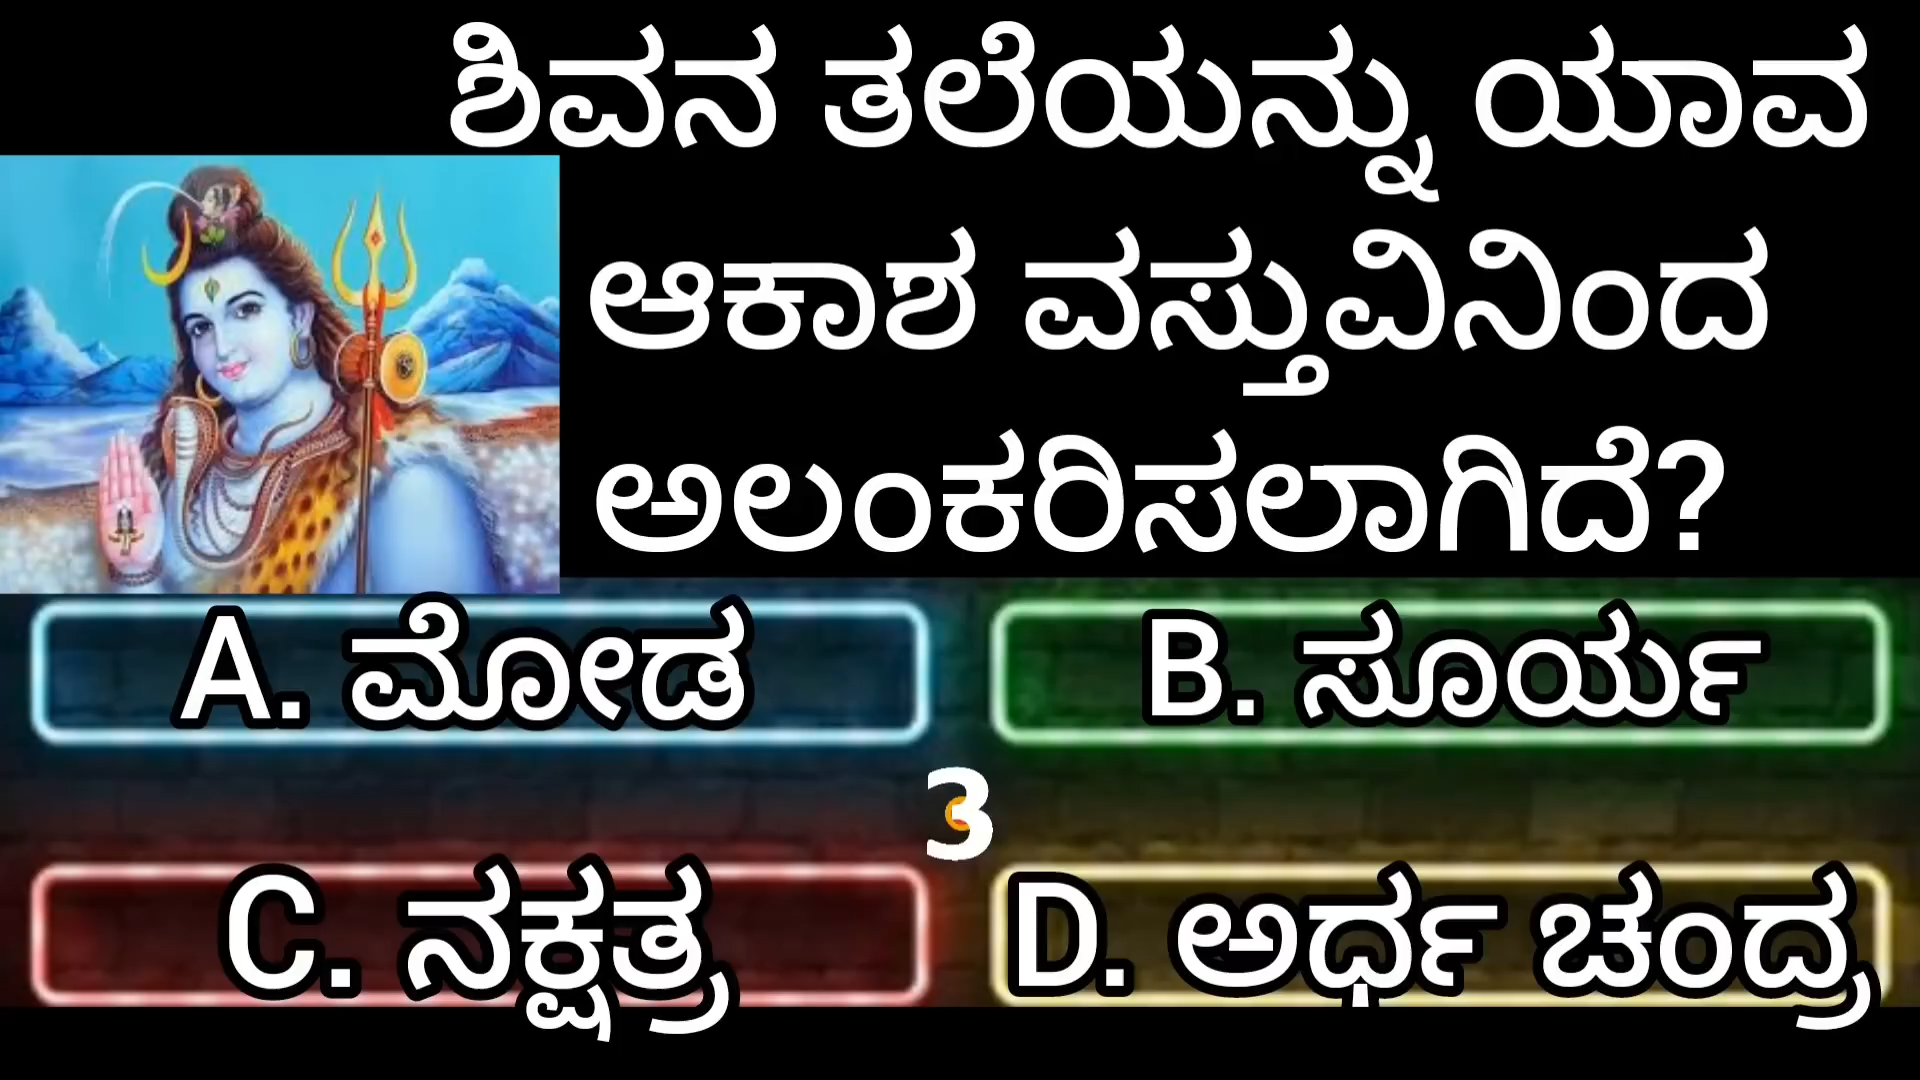 ಶಿವನ ತಲೆಯನ್ನು ಯಾವ
ಆಕಾಶ ವಸ್ತುವಿನಿಂದ
ಅಲಂಕರಿಸಲಾಗಿದೆ?
A. ಮೋಡ
B. ಸೂರ್ಯ
3
C. ನಕ್ಷತ್ರ
D. ಅರ್ಧ ಚಂದ್ರ